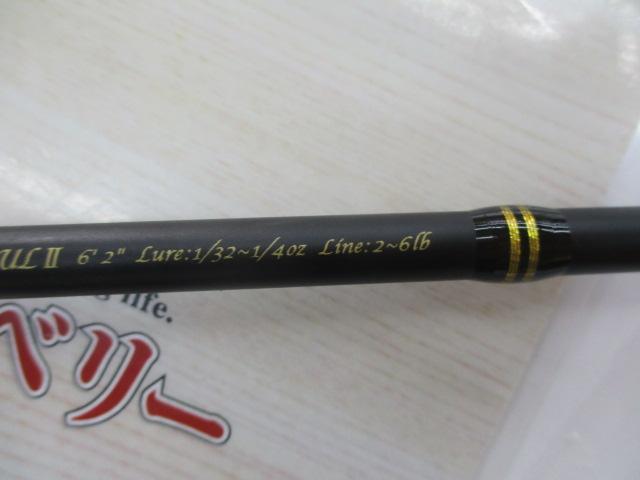 ULII 6'2" Lure:1/32~1/4oz Line:2~6lb
life.
ベリー